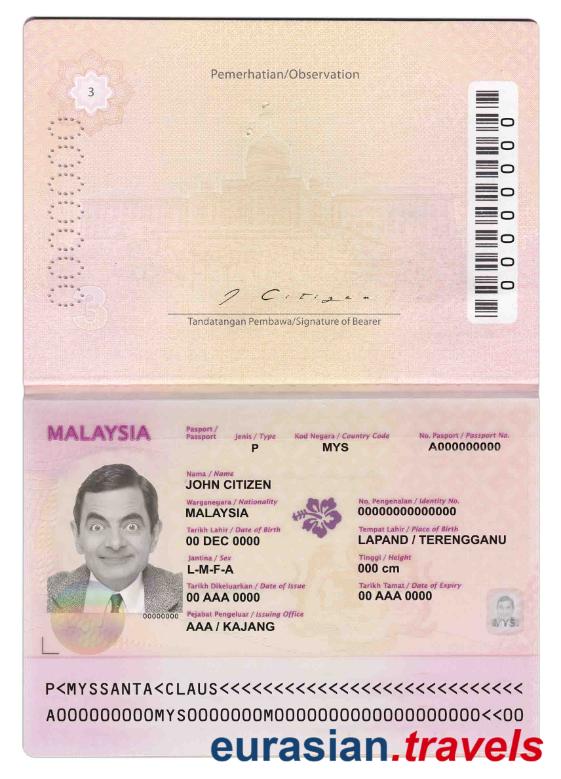 Pemerhatian/Observation
3
J Citizen
Tandatangan Pembawa/Signature of Bearer
3
MALAYSIA
Pasport / Passport
Jenis / Type
P
Kod Negara / Country Code
MYS
No. Pasport / Passport No.
A000000000
Nama / Name
JOHN CITIZEN
Warganegara / Nationality
MALAYSIA
No. Pengenalan / Identity No.
00000000000000
Tarikh Lahir / Date of Birth
00 DEC 0000
Tempat Lahir / Place of Birth
LAPAND / TERENGGANU
Jantina / Sex
L-M-F-A
Tinggi / Height
000 cm
Tarikh Dikeluarkan / Date of Issue
00 AAA 0000
Tarikh Tamat / Date of Expiry
00 AAA 0000
Pejabat Pengeluar / Issuing Office
AAA / KAJANG
00000000
MYS
P<MYSSANTA<CLAUS<<<<<<<<<<<<<<<<<<<<<<<<<<<<
A000000000MYS0000000M0000000000000000000<<00
eurasian.travels